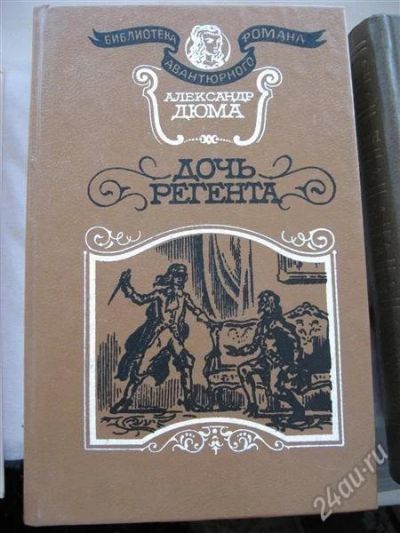 БИБЛИОТЕКА РОМАНА
АВАНТЮРНОГО
АЛЕКСАНДР
ДЮМА
ДОЧЬ
РЕГЕНТА
24au.ru